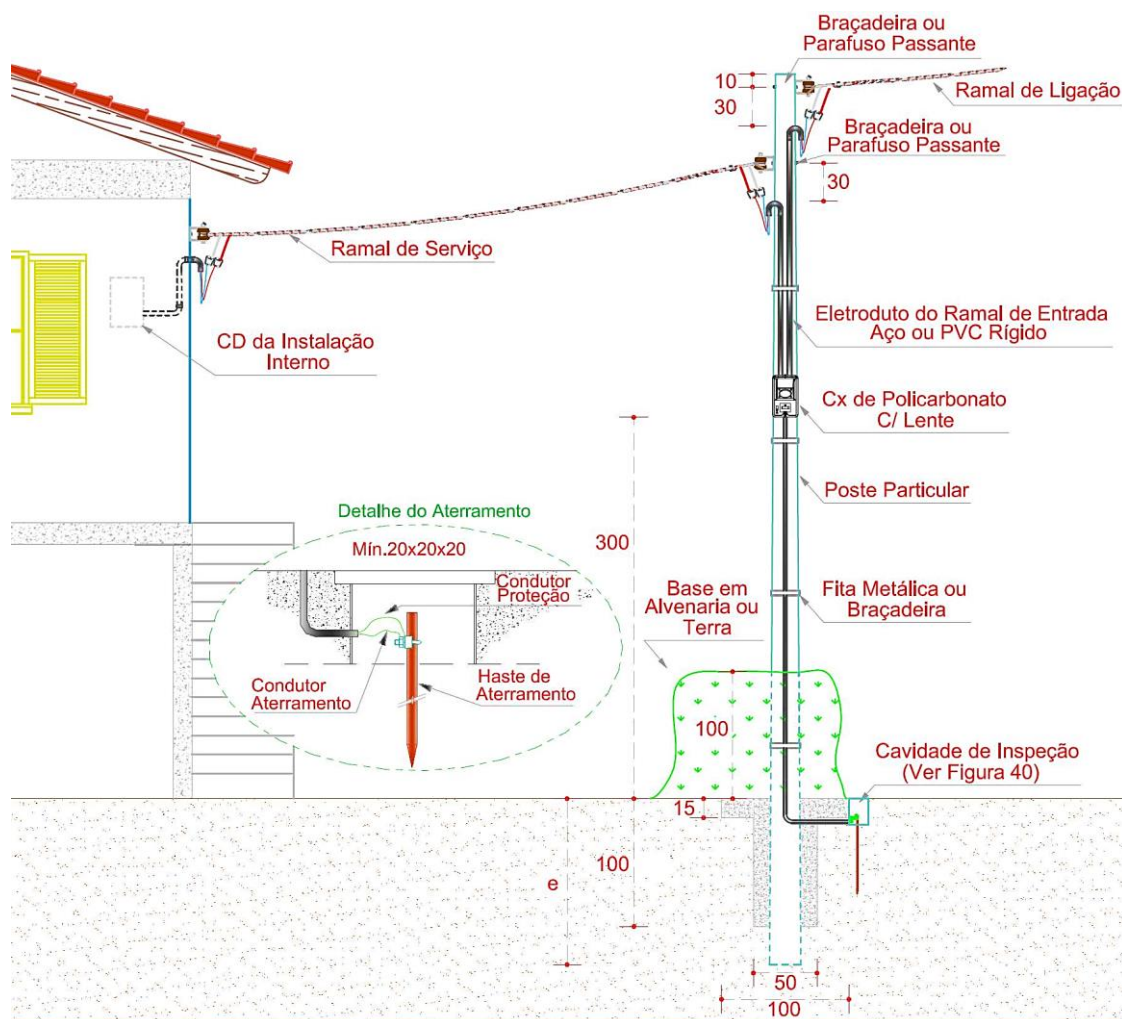 Braçadeira ou
Parafuso Passante
10
30
Ramal de Ligação
Braçadeira ou
Parafuso Passante
30
Ramal de Serviço
CD da Instalação
Interno
Eletroduto do Ramal de Entrada
Aço ou PVC Rígido
Cx de Policarbonato
C/ Lente
Poste Particular
Detalhe do Aterramento
Mín.20x20x20
Condutor
Proteção
300
Base em
Alvenaria ou
Terra
Fita Metálica ou
Braçadeira
Condutor
Aterramento
Haste de
Aterramento
100
Cavidade de Inspeção
(Ver Figura 40)
15
100
e
50
100